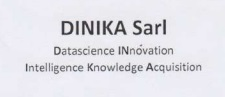 DINIKA Sarl
Datascience INnóvation
Intelligence Knowledge Acquisition